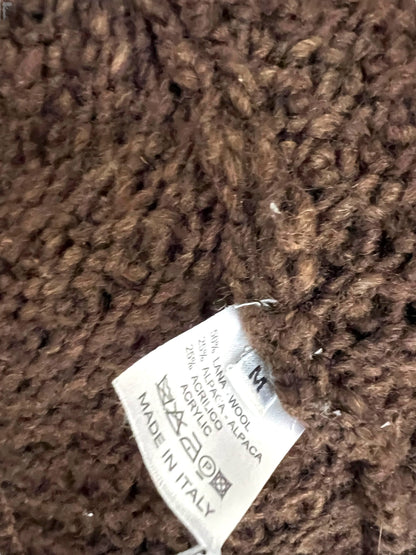 50% LANA - WOOL
25% ALPACA - ALPACA
25% ACRILICO
ACRYLIC
MADE IN ITALY
M